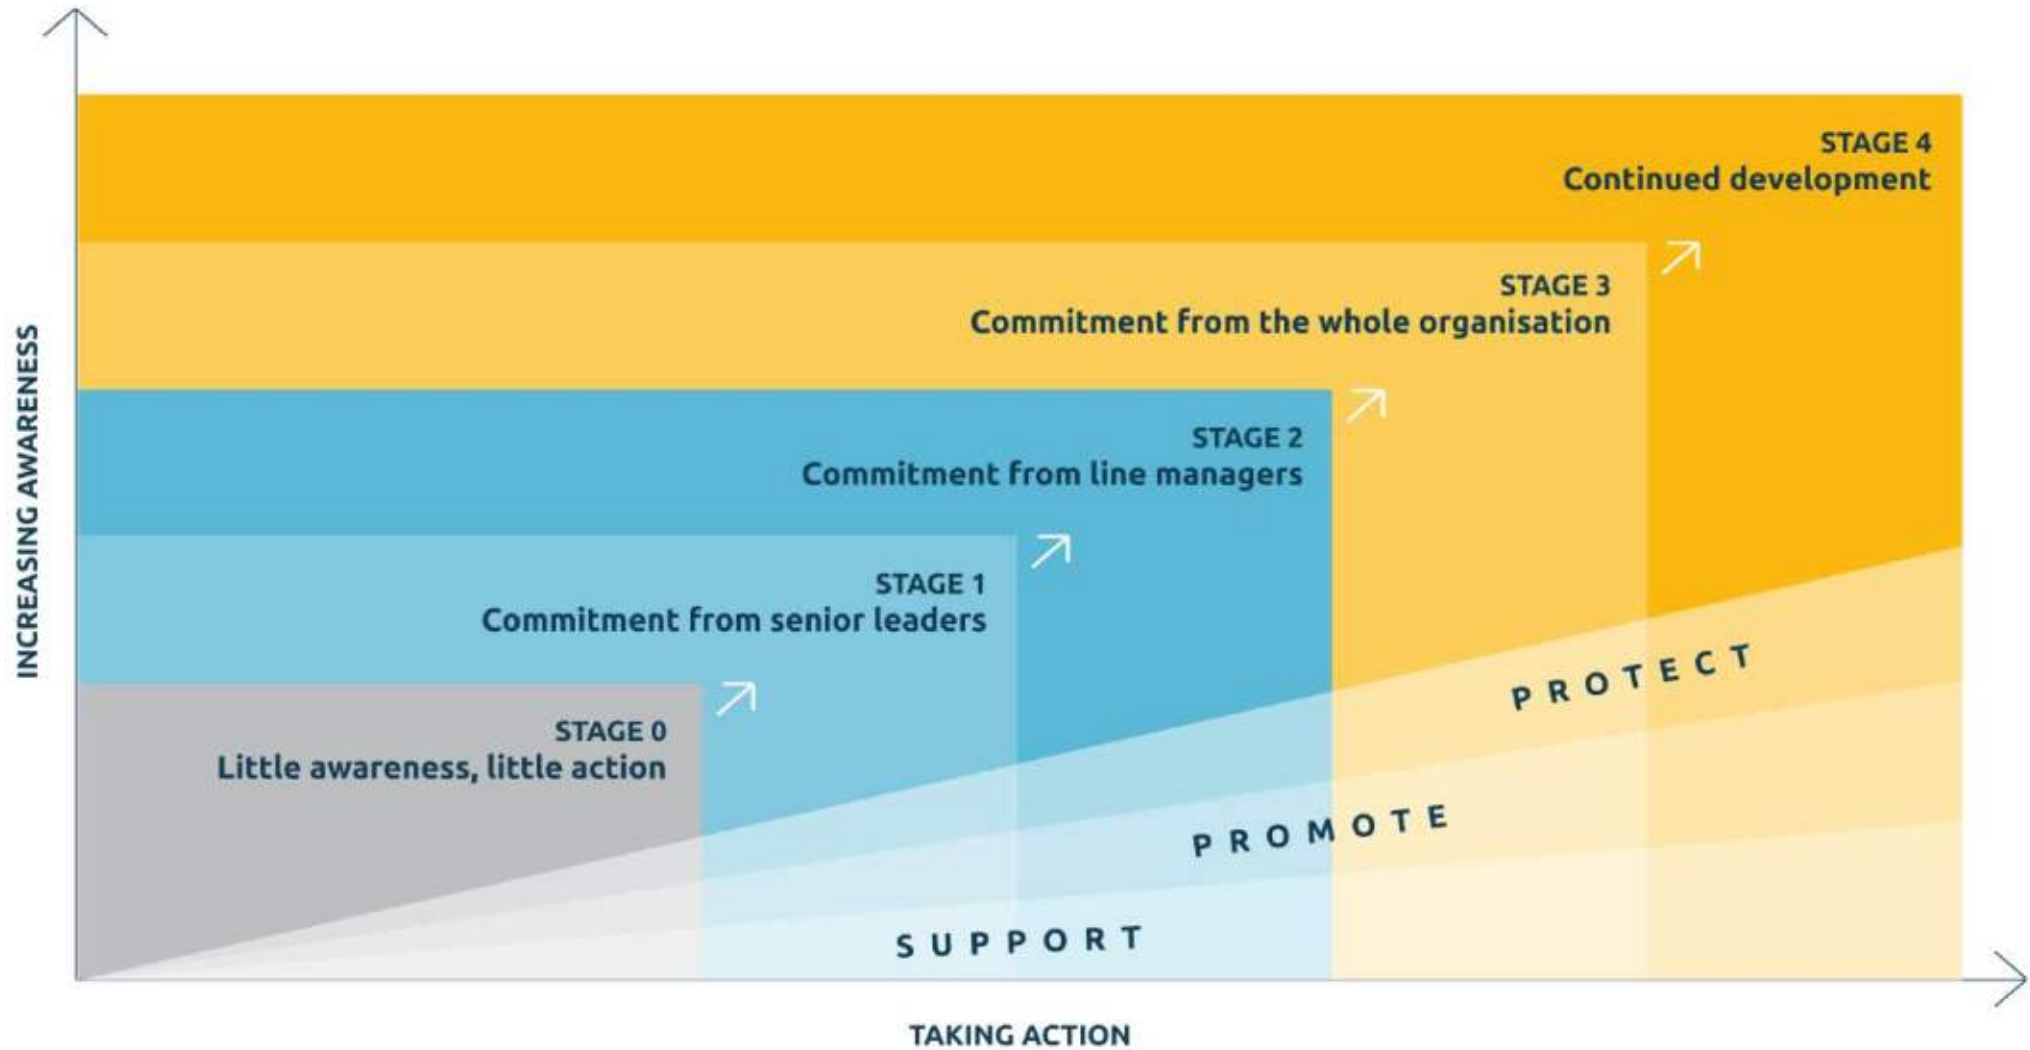 STAGE 4
Continued development
STAGE 3
Commitment from the whole organisation
STAGE 2
Commitment from line managers
STAGE 1
Commitment from senior leaders
STAGE 0
Little awareness, little action
PROTECT
PROMOTE
SUPPORT
INCREASING AWARENESS
TAKING ACTION